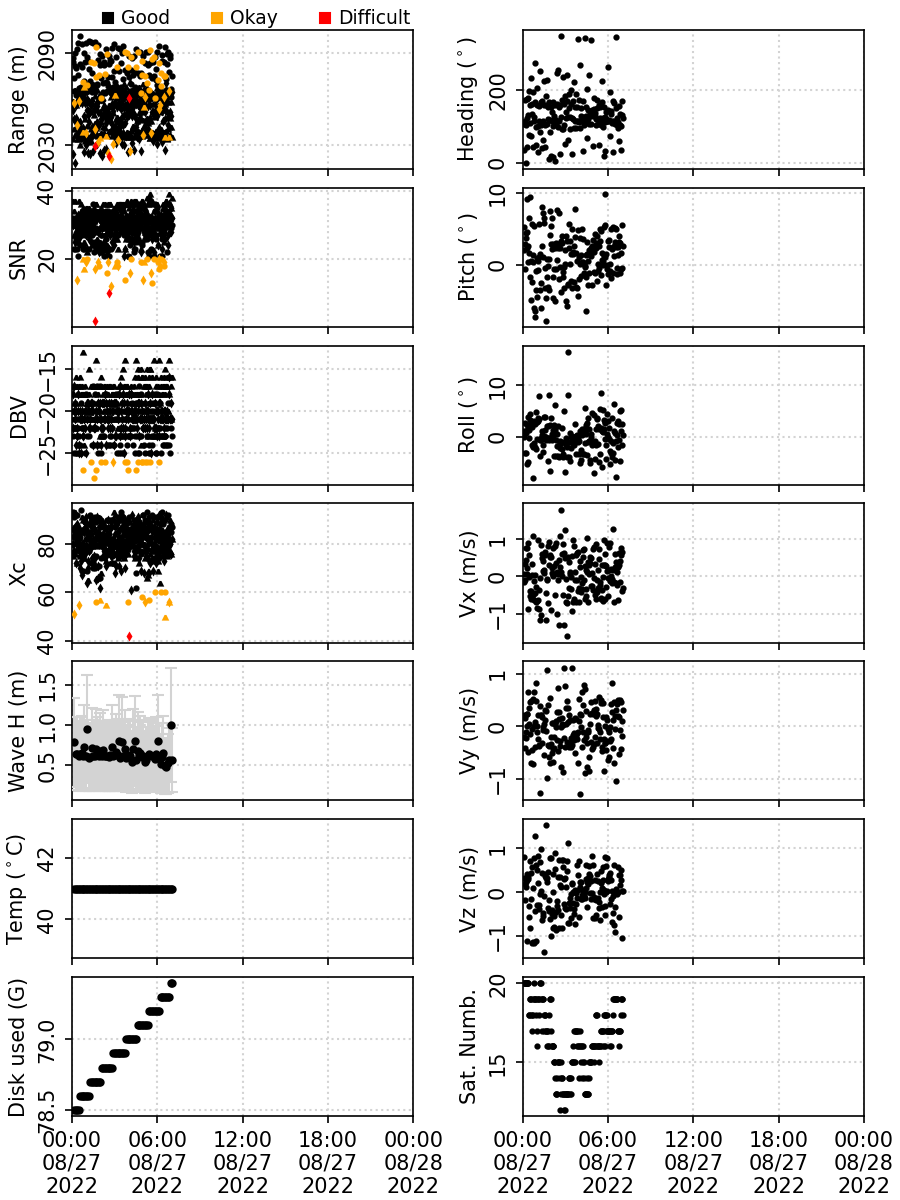 Good Okay Difficult
Range (m)
2090
2030
Heading ( ° )
200
0
SNR
40
20
Pitch ( ° )
10
0
DBV
−15
−20
−25
Roll ( ° )
10
0
Xc
80
60
40
Vx (m/s)
1
0
−1
Wave H (m)
1.5
1.0
0.5
Vy (m/s)
1
0
−1
Temp ( ° C)
42
40
Vz (m/s)
1
0
−1
Disk used (G)
79.0
78.5
Sat. Numb.
20
15
00:00 06:00 12:00 18:00 00:00
08/27 08/27 08/27 08/27 08/28
2022 2022 2022 2022 2022
00:00 06:00 12:00 18:00 00:00
08/27 08/27 08/27 08/27 08/28
2022 2022 2022 2022 2022